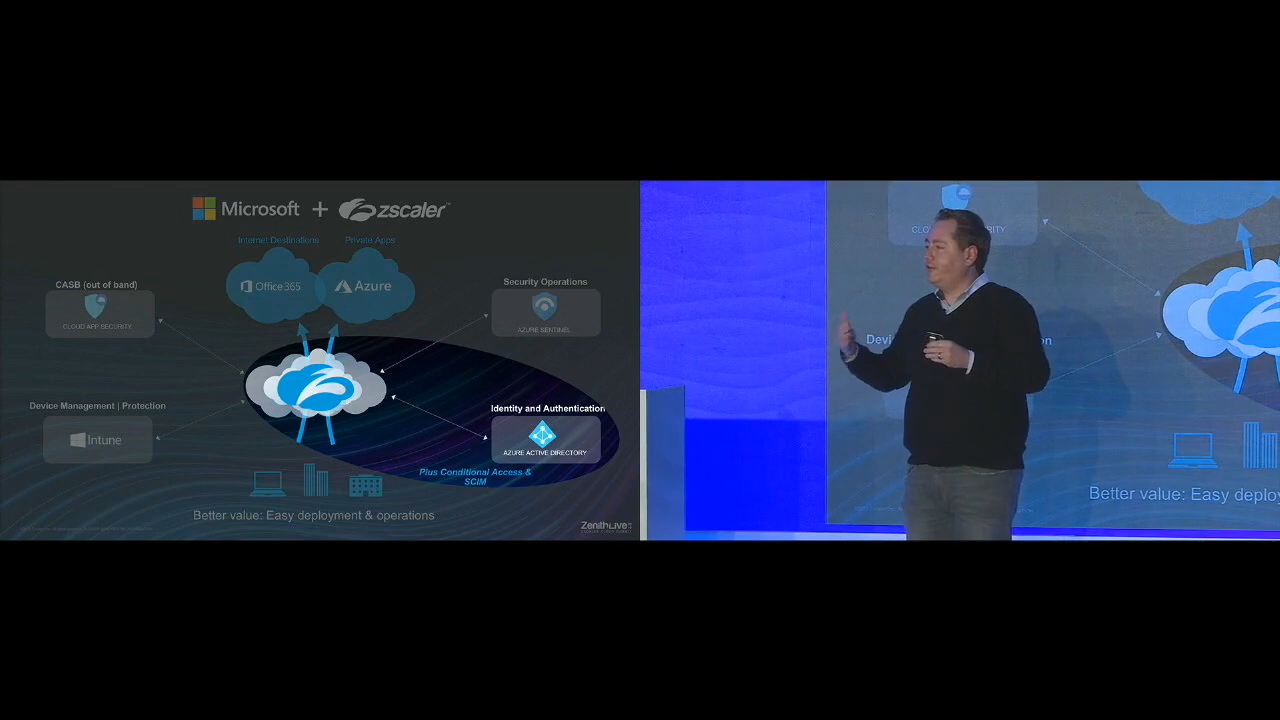 Microsoft + zscaler™
Internet Destinations
Private Apps
CASB (out of band)
CLOUD APP SECURITY
Office 365
Azure
Security Operations
AZURE SENTINEL
Device Management | Protection
Intune
Identity and Authentication
AZURE ACTIVE DIRECTORY
Plus Conditional Access &
SCIM
Better value: Easy deployment & operations
ZenithLive
Better value: Easy deploy